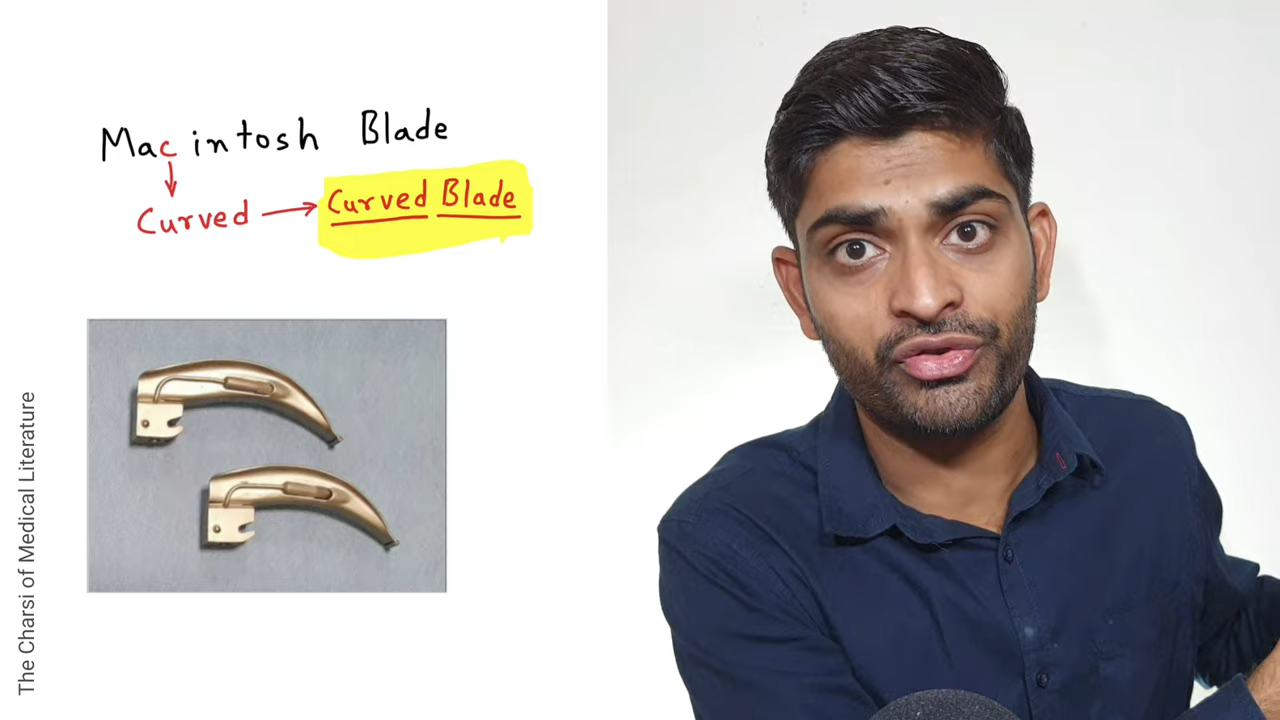 Macintosh Blade
Curved → Curved Blade
The Charsi of Medical Literature